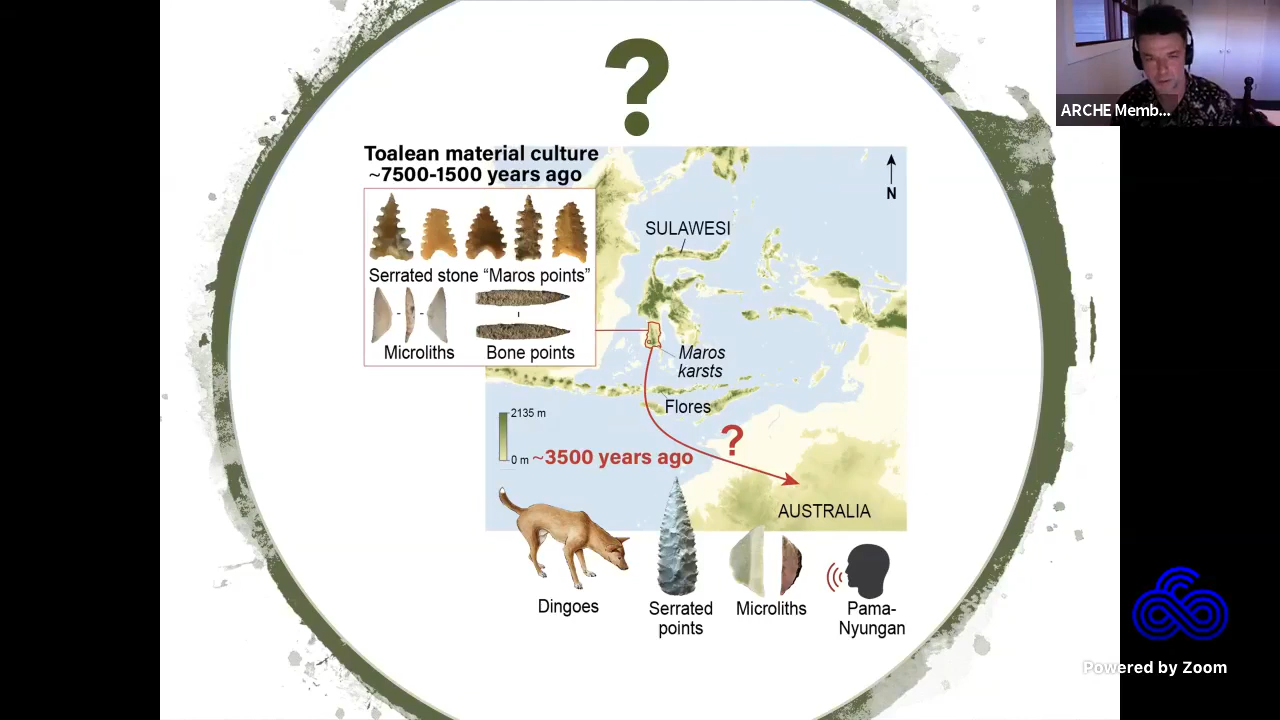 ?
ARCHE Memb...
Toalean material culture
~7500-1500 years ago
N
SULAWESI
Serrated stone “Maros points”
Microliths
Bone points
Maros
karsts
Flores
2135 m
?
0 m
~3500 years ago
AUSTRALIA
Dingoes
Serrated
points
Microliths
Pama-
Nyungan
Powered by Zoom